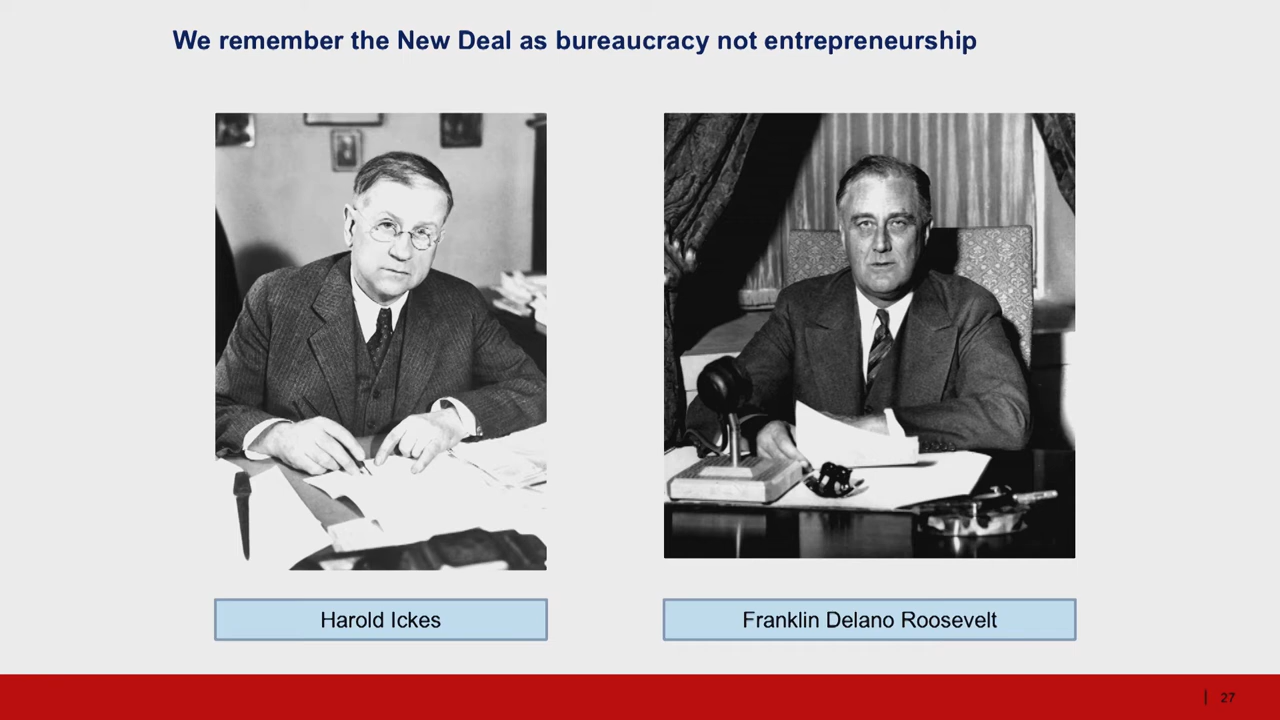 We remember the New Deal as bureaucracy not entrepreneurship
Harold Ickes
Franklin Delano Roosevelt
| 27